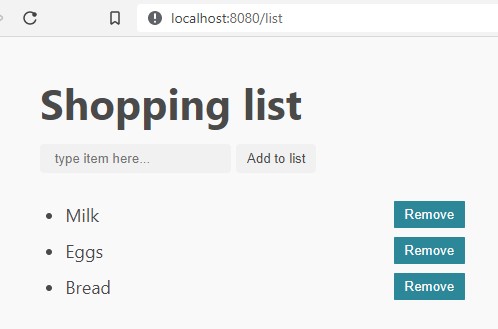 localhost:8080/list
Shopping list
type item here... Add to list
Milk Remove
Eggs Remove
Bread Remove